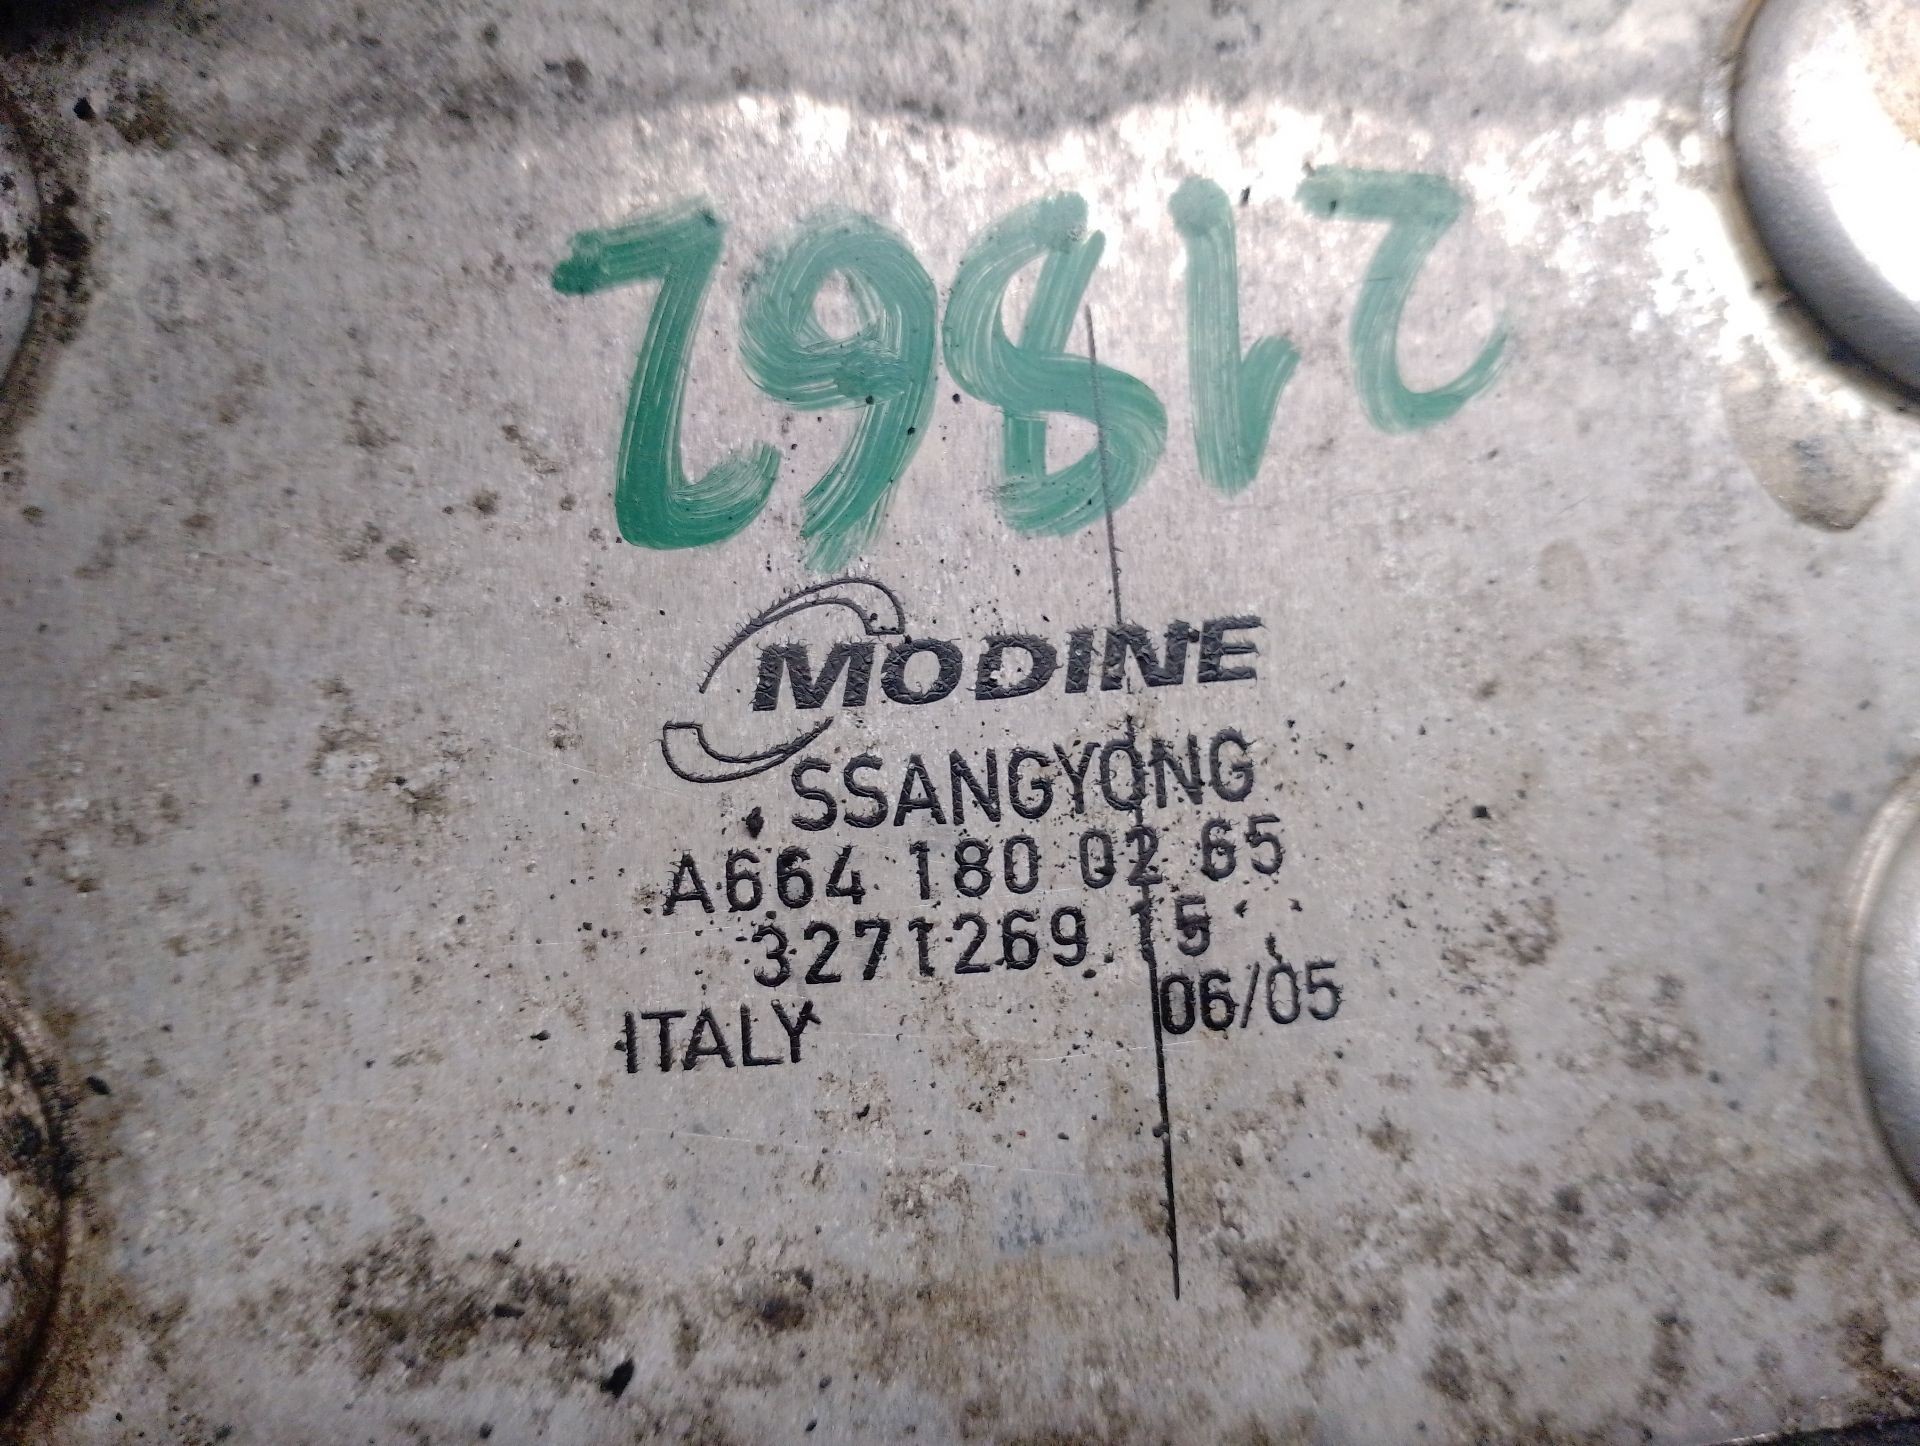 21862
MODINE
SSANGYONG
A664 180 02 65
3271269 15
ITALY 06/05